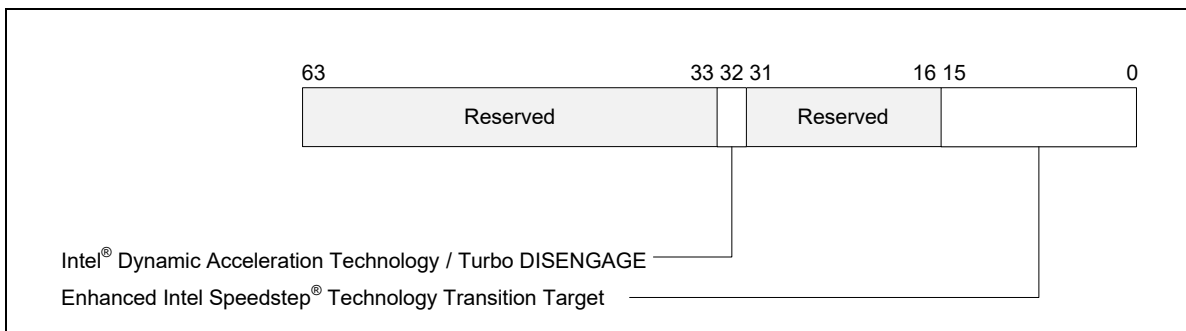 63 33 32 31 16 15 0
Reserved Reserved
Intel® Dynamic Acceleration Technology / Turbo DISENGAGE
Enhanced Intel Speedstep® Technology Transition Target